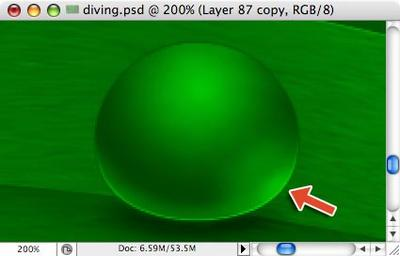 diving.psd @ 200% (Layer 87 copy, RGB/8)
200% Doc: 6.59M/53.5M